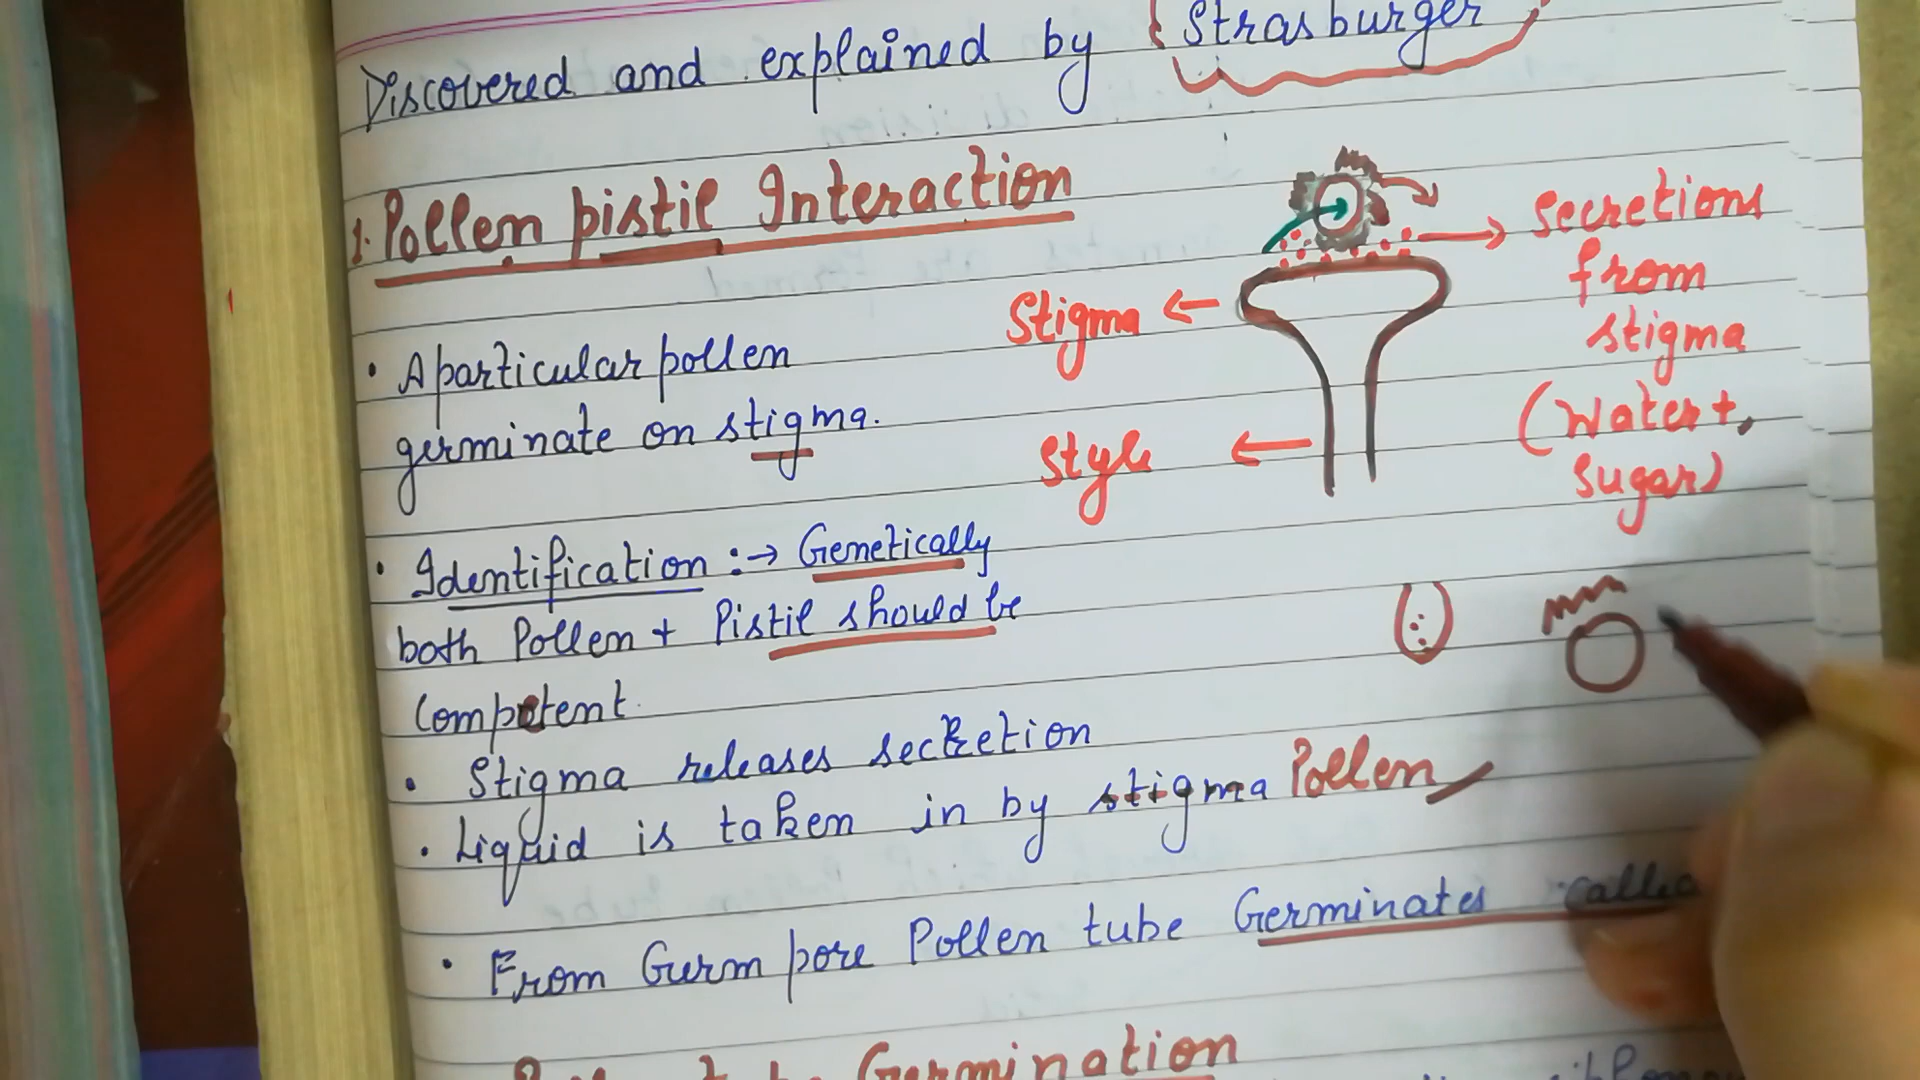 Discovered and explained by Strasburger
1. Pollen pistil Interaction
• A particular pollen
germinate on stigma.
• Identification :→ Genetically
both Pollen + Pistil should be
Competent.
• Stigma releases secretion
• Liquid is taken in by stigma Pollen
• From Gurm pore Pollen tube Germinates
Germination
Stigma ←
Style ←
→ Secretions
from
stigma
(Water +
Sugar)